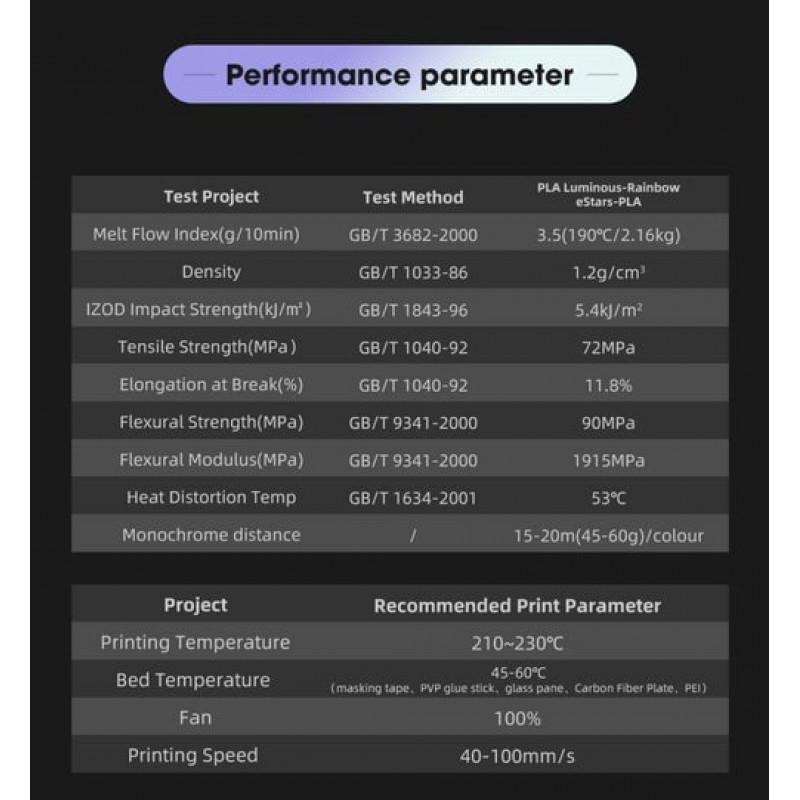 Performance parameter
Test Project Test Method PLA Luminous-Rainbow eStars-PLA
Melt Flow Index(g/10min) GB/T 3682-2000 3.5(190℃/2.16kg)
Density GB/T 1033-86 1.2g/cm³
IZOD Impact Strength(kJ/㎡) GB/T 1843-96 5.4kJ/m²
Tensile Strength(MPa) GB/T 1040-92 72MPa
Elongation at Break(%) GB/T 1040-92 11.8%
Flexural Strength(MPa) GB/T 9341-2000 90MPa
Flexural Modulus(MPa) GB/T 9341-2000 1915MPa
Heat Distortion Temp GB/T 1634-2001 53℃
Monochrome distance / 15-20m(45-60g)/colour
Project Recommended Print Parameter
Printing Temperature 210~230℃
Bed Temperature 45-60℃
(masking tape、PVP glue stick、glass pane、Carbon Fiber Plate、PEI)
Fan 100%
Printing Speed 40-100mm/s